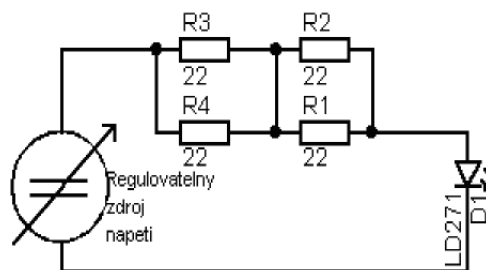 R3 R2
22 22
R4 R1
22 22
Regulovatelny
zdroj
napeti
LD271
D1